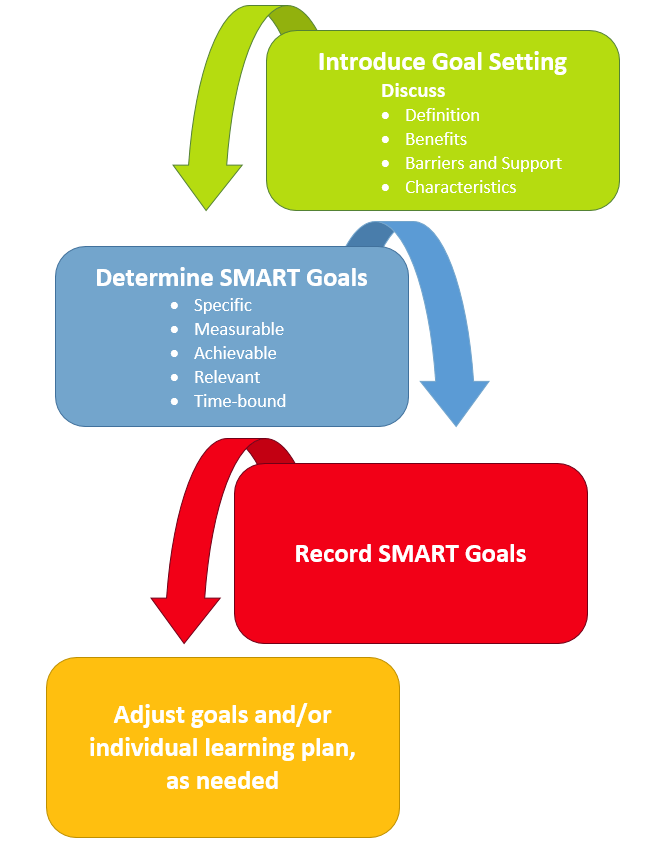 Introduce Goal Setting
Discuss
• Definition
• Benefits
• Barriers and Support
• Characteristics
Determine SMART Goals
• Specific
• Measurable
• Achievable
• Relevant
• Time-bound
Record SMART Goals
Adjust goals and/or
individual learning plan,
as needed